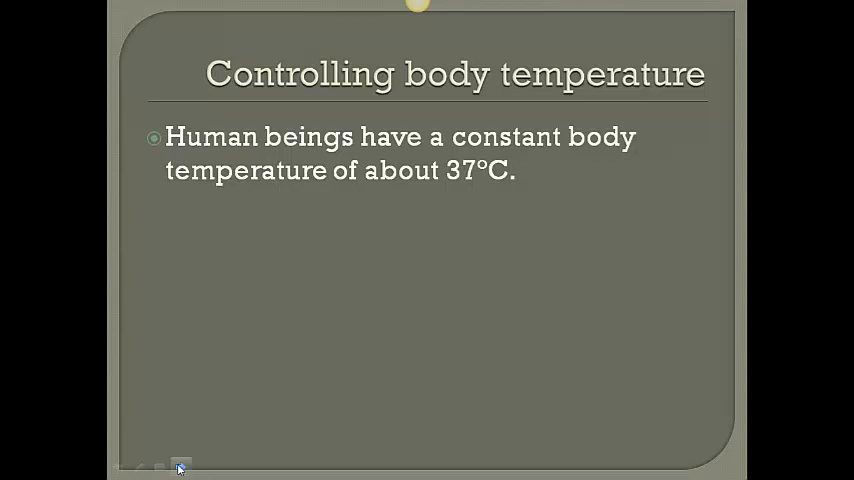 Controlling body temperature
Human beings have a constant body
temperature of about 37°C.